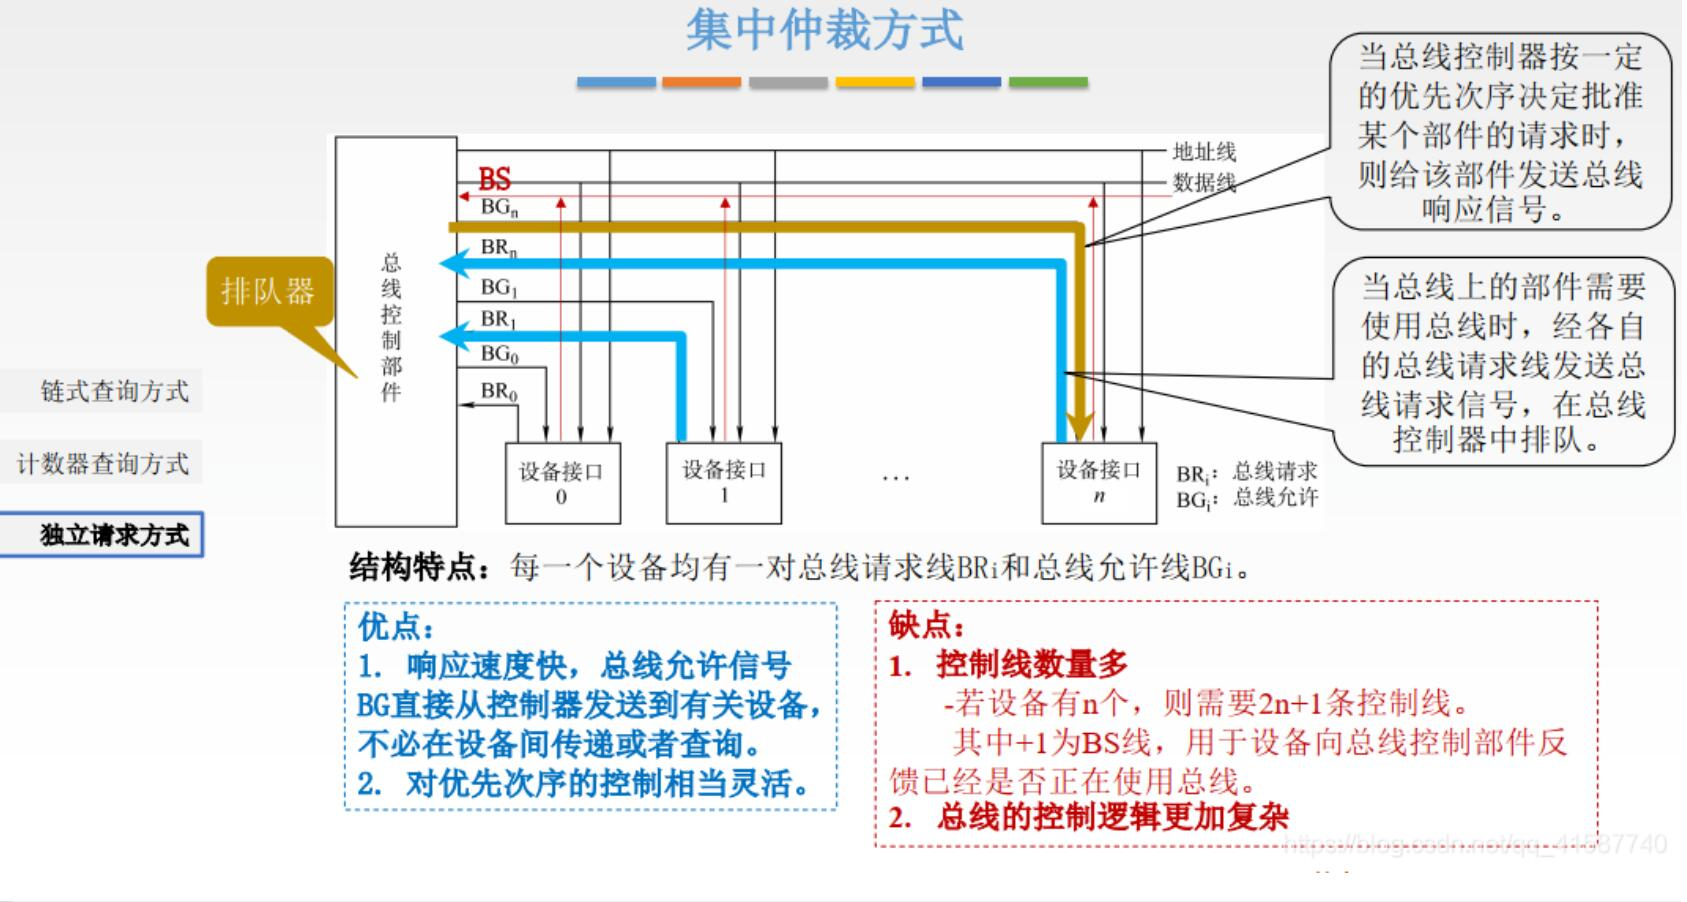 集中仲裁方式
当总线控制器按一定
的优先次序决定批准
某个部件的请求时，
则给该部件发送总线
响应信号。
地址线
数据线
BS
BGn
BRn
BG1
BR1
BG0
BR0
总
线
控
制
部
件
排队器
当总线上的部件需要
使用总线时，经各自
的总线请求线发送总
线请求信号，在总线
控制器中排队。
链式查询方式
计数器查询方式
独立请求方式
设备接口
0
设备接口
1
...
设备接口
n
BRi：总线请求
BGi：总线允许
结构特点：每一个设备均有一对总线请求线BRi和总线允许线BGi。
优点：
1. 响应速度快，总线允许信号
BG直接从控制器发送到有关设备，
不必在设备间传递或者查询。
2. 对优先次序的控制相当灵活。
缺点：
1. 控制线数量多
-若设备有n个，则需要2n+1条控制线。
其中+1为BS线，用于设备向总线控制部件反
馈已经是否正在使用总线。
2. 总线的控制逻辑更加复杂
https://blog.csdn.net/qq_41587740